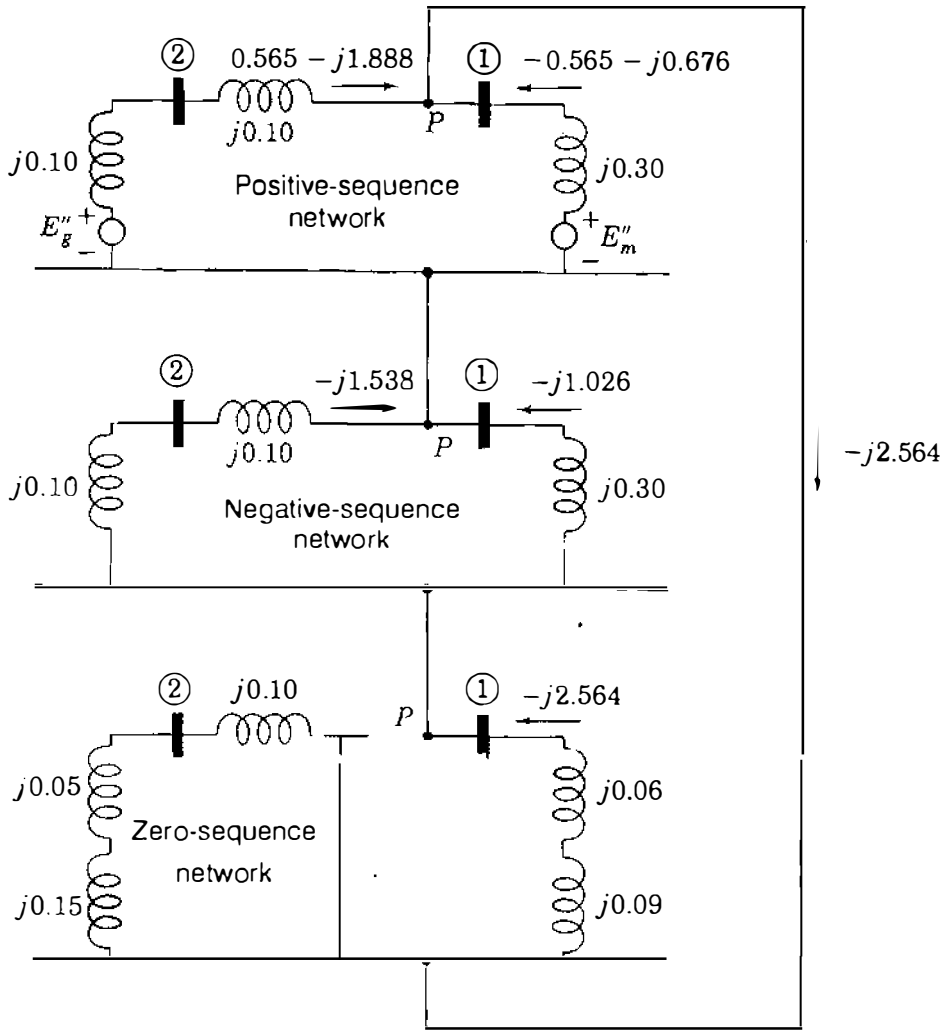 ②
0.565 − j1.888
①
−0.565 − j0.676
P
j0.10
j0.10
j0.30
Positive-sequence
network
E″g
+
−
+
−
E″m
②
−j1.538
①
−j1.026
P
j0.10
j0.10
j0.30
−j2.564
Negative-sequence
network
②
j0.10
P
①
−j2.564
j0.05
j0.06
Zero-sequence
network
j0.15
j0.09